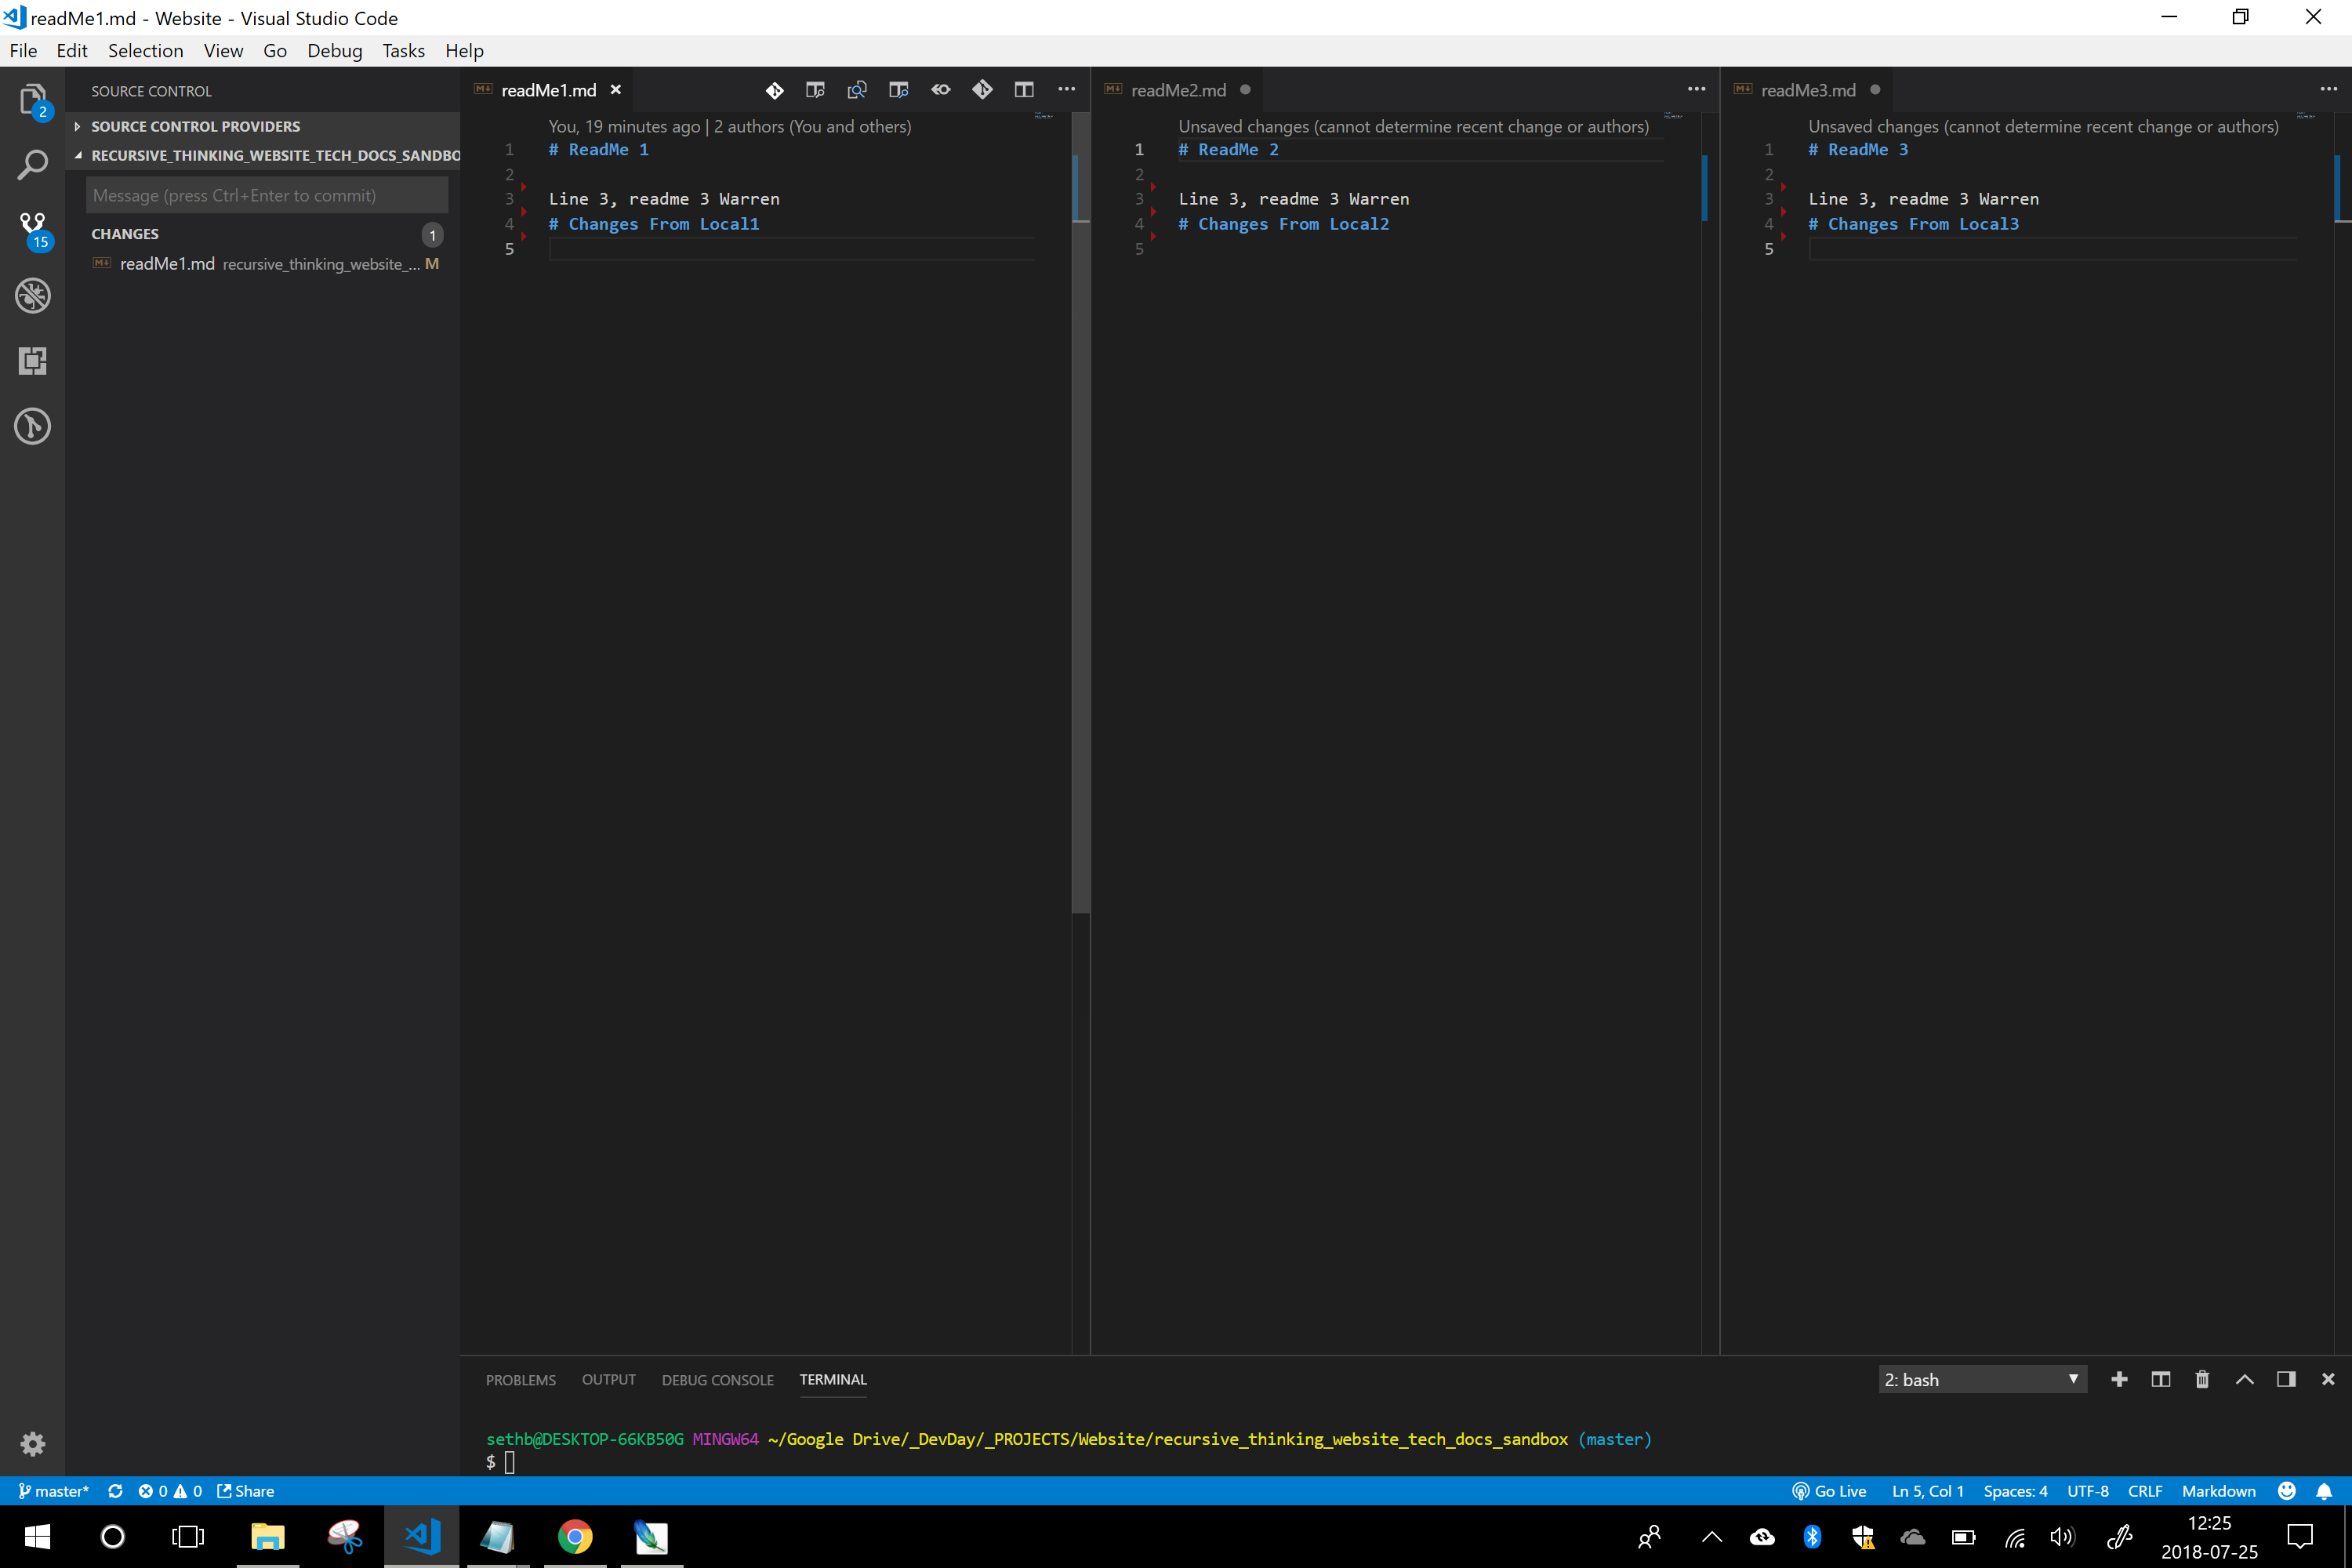 readMe1.md - Website - Visual Studio Code
File Edit Selection View Go Debug Tasks Help
2
15
SOURCE CONTROL
SOURCE CONTROL PROVIDERS
RECURSIVE_THINKING_WEBSITE_TECH_DOCS_SANDBO
Message (press Ctrl+Enter to commit)
CHANGES 1
readMe1.md recursive_thinking_website_... M
readMe1.md
You, 19 minutes ago | 2 authors (You and others)
1 # ReadMe 1
2
3 Line 3, readme 3 Warren
4 # Changes From Local1
5
readMe2.md
Unsaved changes (cannot determine recent change or authors)
1 # ReadMe 2
2
3 Line 3, readme 3 Warren
4 # Changes From Local2
5
readMe3.md
Unsaved changes (cannot determine recent change or authors)
1 # ReadMe 3
2
3 Line 3, readme 3 Warren
4 # Changes From Local3
5
PROBLEMS OUTPUT DEBUG CONSOLE TERMINAL 2: bash
sethb@DESKTOP-66KB50G MINGW64 ~/Google Drive/_DevDay/_PROJECTS/Website/recursive_thinking_website_tech_docs_sandbox (master)
$
master* 0 0 Share Go Live Ln 5, Col 1 Spaces: 4 UTF-8 CRLF Markdown
12:25
2018-07-25